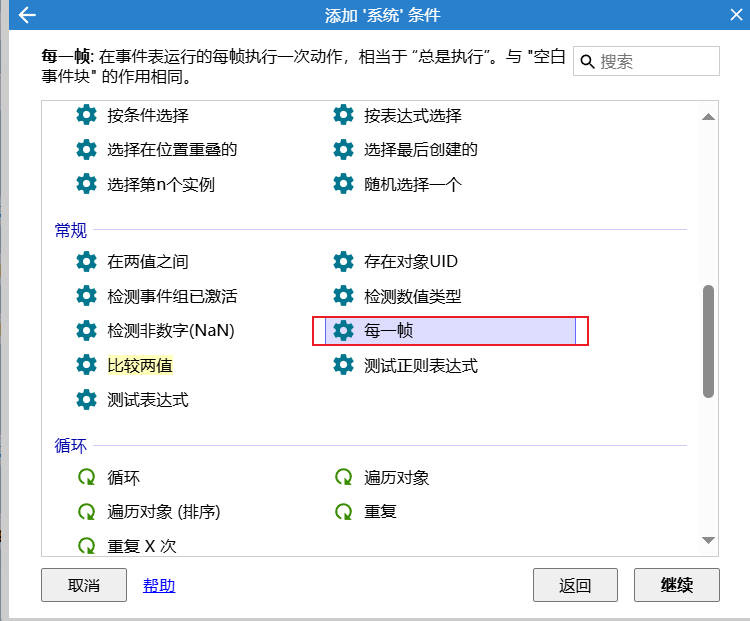 添加 '系统' 条件
每一帧: 在事件表运行的每帧执行一次动作，相当于 “总是执行”。与 "空白
事件块" 的作用相同。
搜索
按条件选择 按表达式选择
选择在位置重叠的 选择最后创建的
选择第n个实例 随机选择一个
常规
在两值之间 存在对象UID
检测事件组已激活 检测数值类型
检测非数字(NaN) 每一帧
比较两值 测试正则表达式
测试表达式
循环
循环 遍历对象
遍历对象 (排序) 重复
重复 X 次
取消 帮助 返回 继续